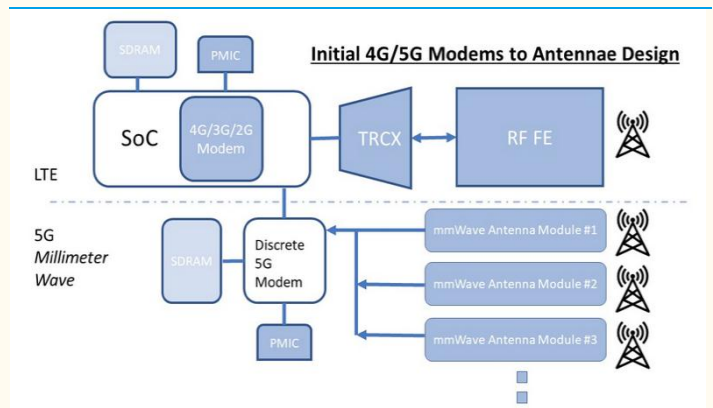 Initial 4G/5G Modems to Antennae Design
SDRAM
PMIC
SoC
4G/3G/2G
Modem
TRCX
RF FE
LTE
5G
Millimeter
Wave
SDRAM
Discrete
5G
Modem
PMIC
mmWave Antenna Module #1
mmWave Antenna Module #2
mmWave Antenna Module #3